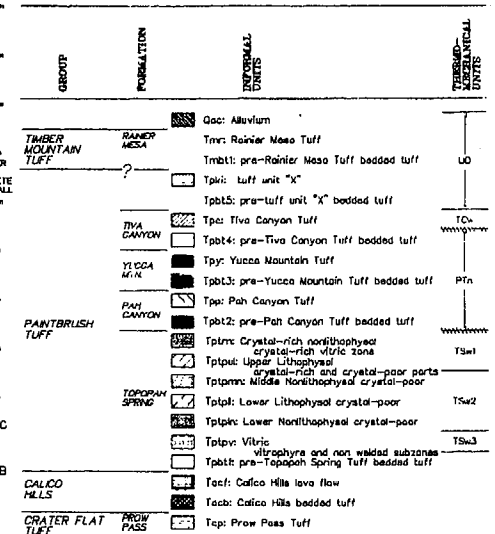 GROUP
FORMATION
INFORMAL
UNITS
THERMO-
MECHANICAL
UNITS
Qac: Alluvium
TIMBER
MOUNTAIN
TUFF
RAINIER
MESA
Tmr: Rainier Mesa Tuff
Tmbt1: pre-Rainier Mesa Tuff bedded tuff
UO
?
Tpki: tuff unit "X"
Tpbt5: pre-tuff unit "X" bedded tuff
TIVA
CANYON
Tpc: Tiva Canyon Tuff
TCw
Tpbt4: pre-Tiva Canyon Tuff bedded tuff
YUCCA
MTN.
Tpy: Yucca Mountain Tuff
Tpbt3: pre-Yucca Mountain Tuff bedded tuff
PTn
PAH
CANYON
Tpp: Pah Canyon Tuff
Tpbt2: pre-Pah Canyon Tuff bedded tuff
PAINTBRUSH
TUFF
Tptrn: Crystal-rich nonlithophysal
crystal-rich vitric zone
TSw1
Tptpul: Upper Lithophysal
crystal-rich and crystal-poor parts
Tptpmn: Middle Nonlithophysal crystal-poor
TOPOPAH
SPRING
Tptpll: Lower Lithophysal crystal-poor
TSw2
Tptpln: Lower Nonlithophysal crystal-poor
Tptpv: Vitric
vitrophyre and non welded subzones
TSw3
Tpbt1: pre-Topopah Spring Tuff bedded tuff
CALICO
HILLS
Tacf: Calico Hills lava flow
Tacb: Calico Hills bedded tuff
CRATER FLAT
TUFF
PROW
PASS
Tcp: Prow Pass Tuff
C
B